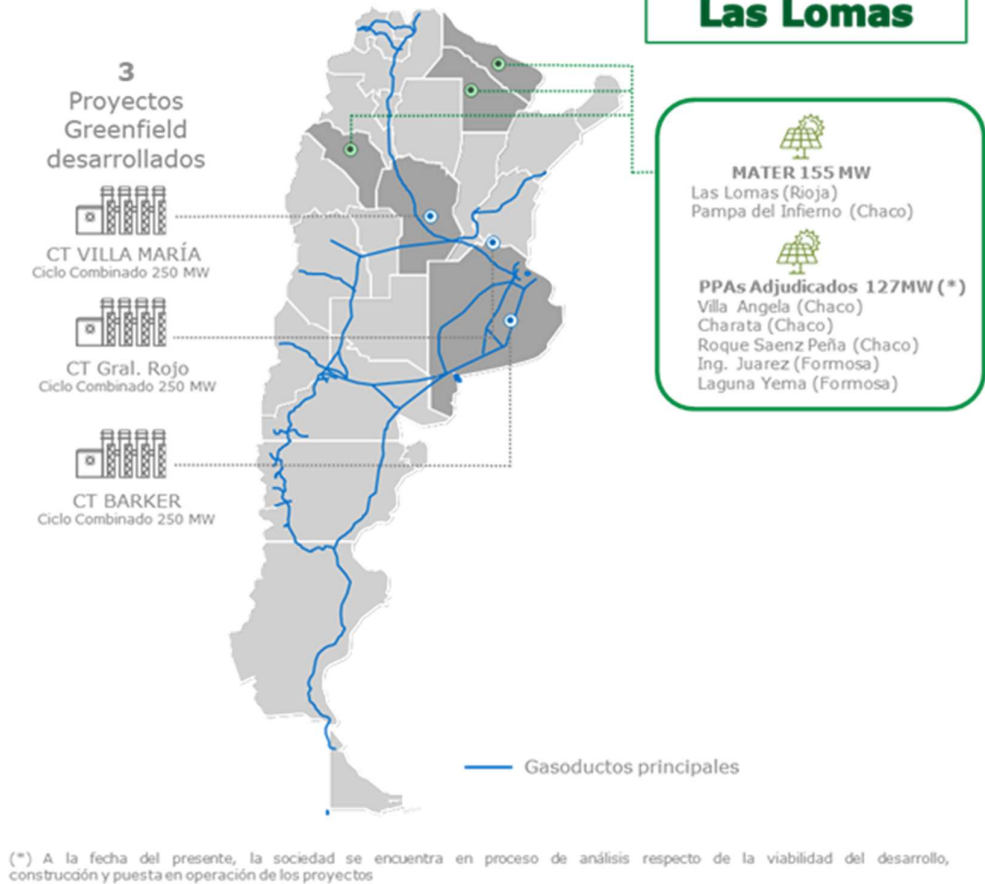 Las Lomas
3
Proyectos
Greenfield
desarrollados
CT VILLA MARÍA
Ciclo Combinado 250 MW
CT Gral. Rojo
Ciclo Combinado 250 MW
CT BARKER
Ciclo Combinado 250 MW
MATER 155 MW
Las Lomas (Rioja)
Pampa del Infierno (Chaco)
PPAs Adjudicados 127MW (*)
Villa Angela (Chaco)
Charata (Chaco)
Roque Saenz Peña (Chaco)
Ing. Juarez (Formosa)
Laguna Yema (Formosa)
Gasoductos principales
(*) A la fecha del presente, la sociedad se encuentra en proceso de análisis respecto de la viabilidad del desarrollo,
construcción y puesta en operación de los proyectos